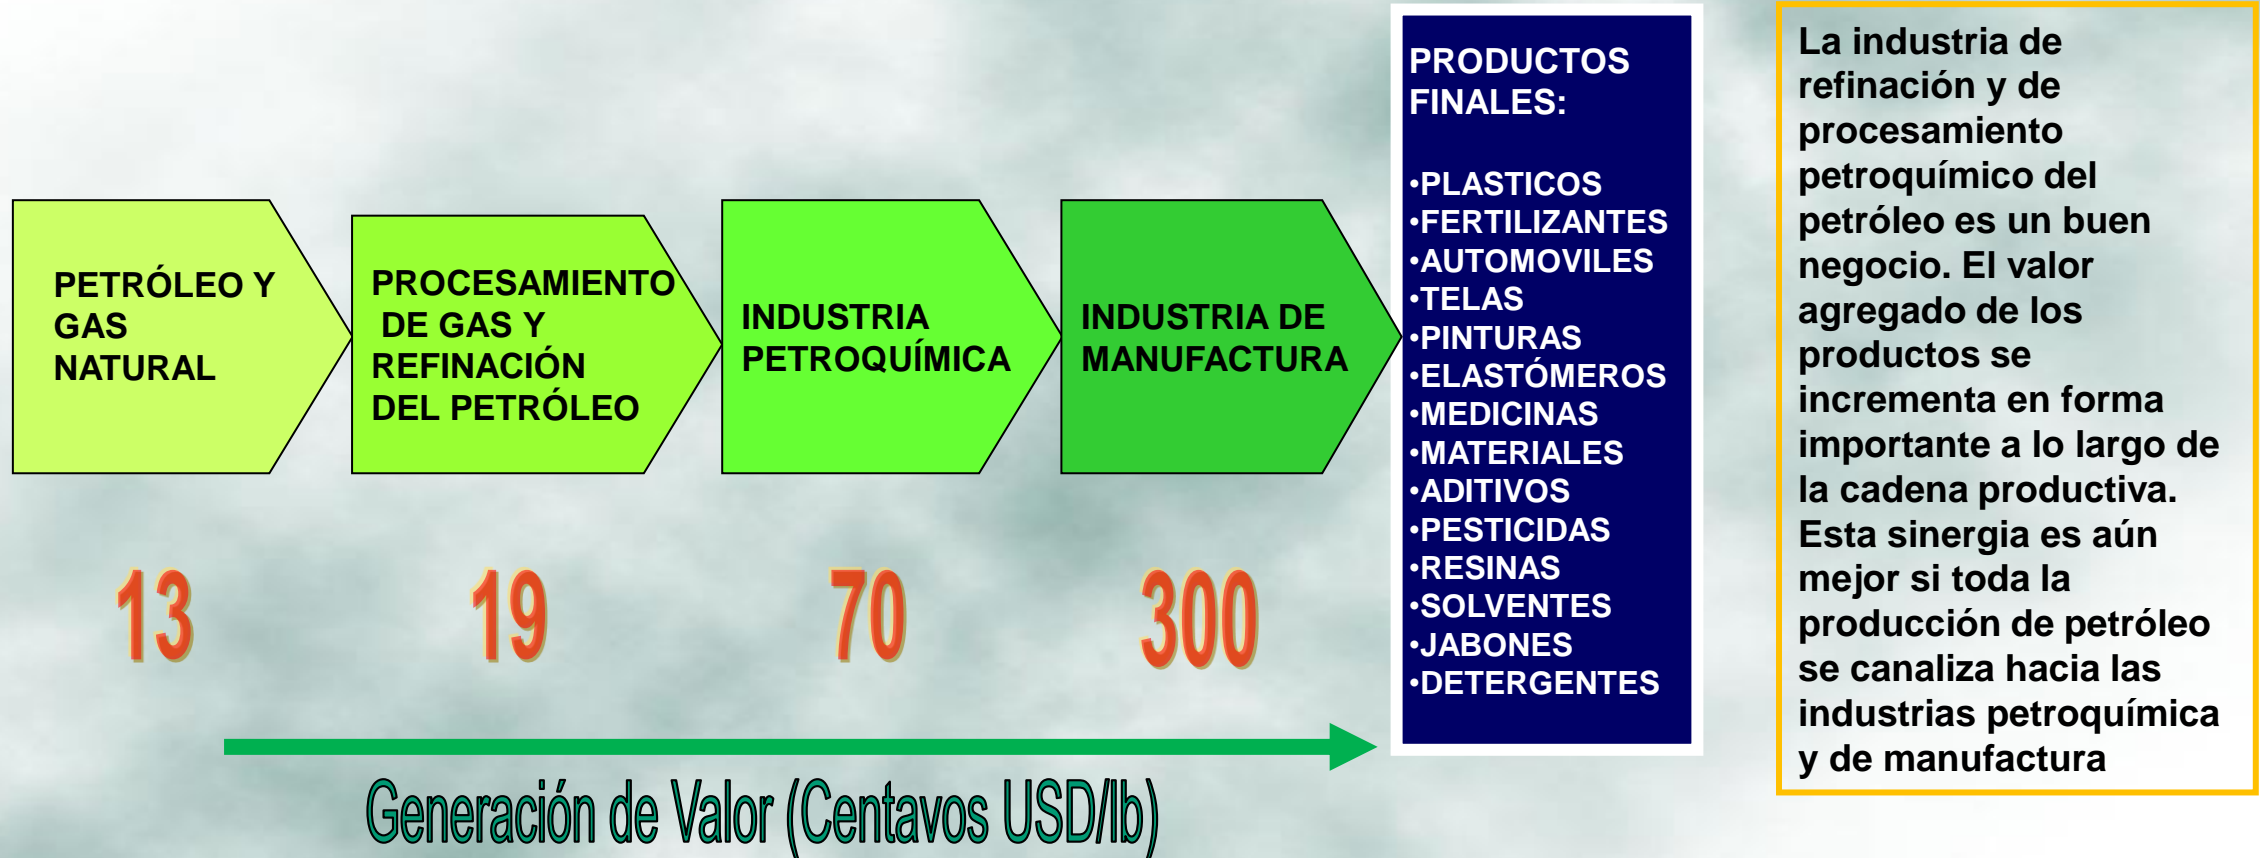 PETRÓLEO Y
GAS
NATURAL
PROCESAMIENTO
DE GAS Y
REFINACIÓN
DEL PETRÓLEO
INDUSTRIA
PETROQUÍMICA
INDUSTRIA DE
MANUFACTURA
13
19
70
300
Generación de Valor (Centavos USD/lb)
PRODUCTOS
FINALES:
•PLASTICOS
•FERTILIZANTES
•AUTOMOVILES
•TELAS
•PINTURAS
•ELASTÓMEROS
•MEDICINAS
•MATERIALES
•ADITIVOS
•PESTICIDAS
•RESINAS
•SOLVENTES
•JABONES
•DETERGENTES
La industria de
refinación y de
procesamiento
petroquímico del
petróleo es un buen
negocio. El valor
agregado de los
productos se
incrementa en forma
importante a lo largo de
la cadena productiva.
Esta sinergia es aún
mejor si toda la
producción de petróleo
se canaliza hacia las
industrias petroquímica
y de manufactura